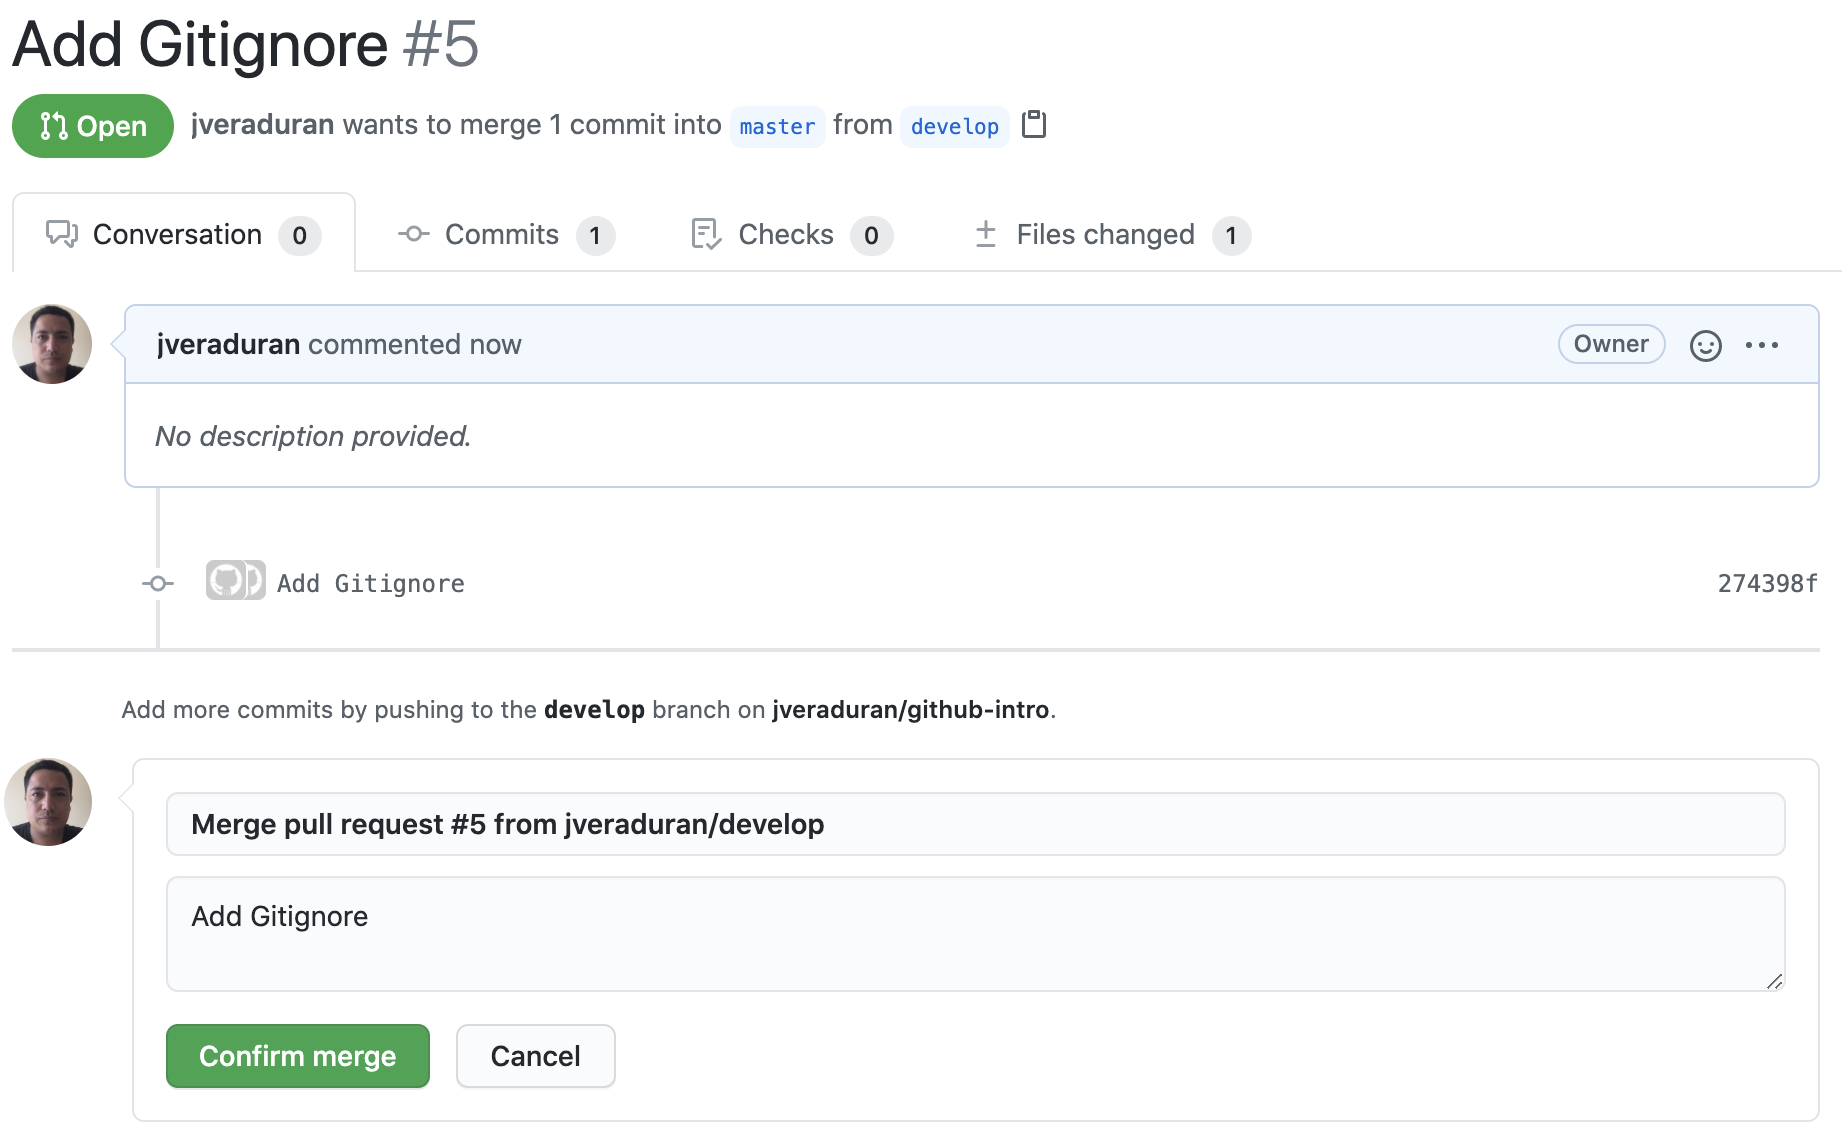 Add Gitignore #5
Open jveraduran wants to merge 1 commit into master from develop
Conversation 0 Commits 1 Checks 0 Files changed 1
jveraduran commented now Owner
No description provided.
Add Gitignore 274398f
Add more commits by pushing to the develop branch on jveraduran/github-intro.
Merge pull request #5 from jveraduran/develop
Add Gitignore
Confirm merge Cancel